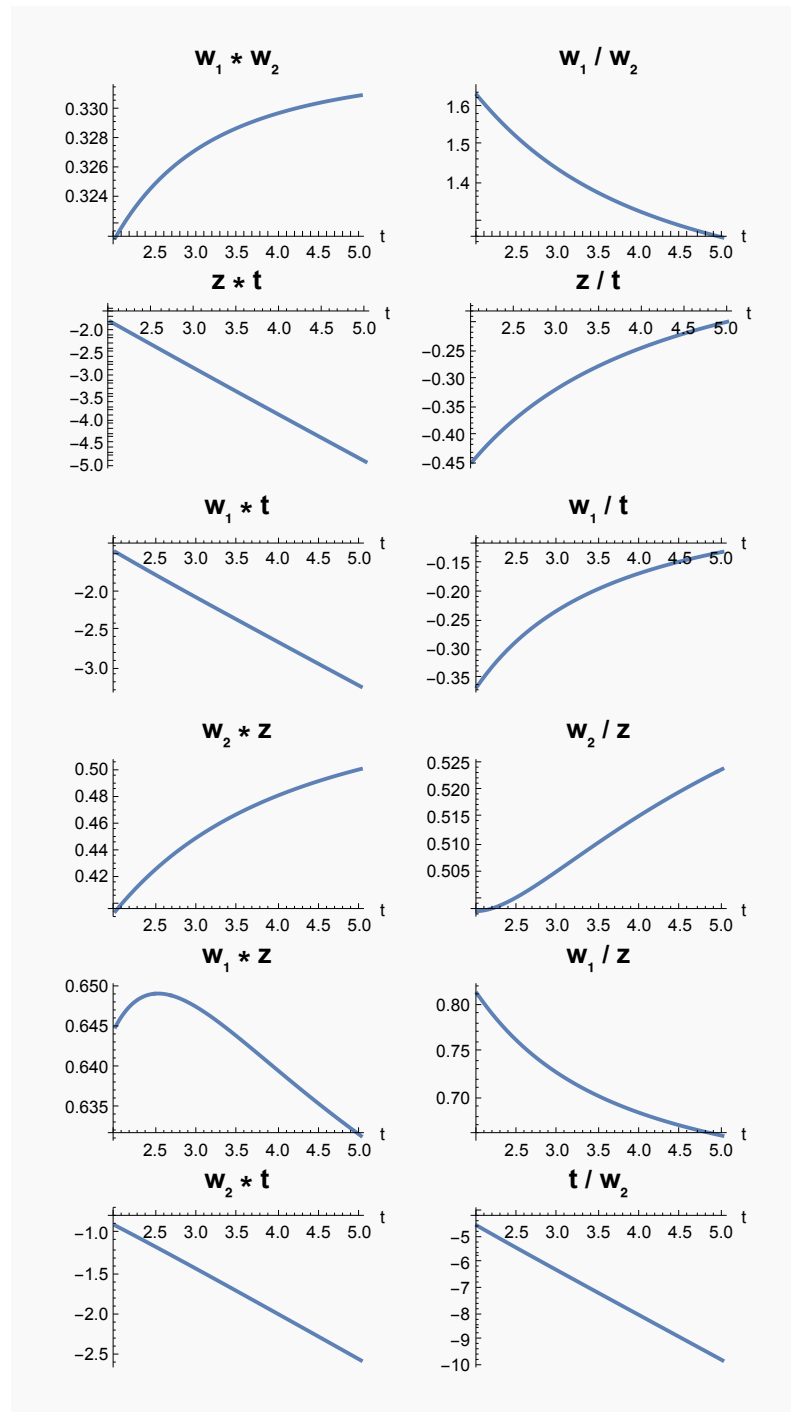 w₁ * w₂
0.330
0.328
0.326
0.324
2.5 3.0 3.5 4.0 4.5 5.0 t
w₁ / w₂
1.6
1.5
1.4
2.5 3.0 3.5 4.0 4.5 5.0 t
z * t
t
2.5 3.0 3.5 4.0 4.5 5.0
−2.0
−2.5
−3.0
−3.5
−4.0
−4.5
−5.0
z / t
t
2.5 3.0 3.5 4.0 4.5 5.0
−0.25
−0.30
−0.35
−0.40
−0.45
w₁ * t
t
2.5 3.0 3.5 4.0 4.5 5.0
−2.0
−2.5
−3.0
w₁ / t
t
2.5 3.0 3.5 4.0 4.5 5.0
−0.15
−0.20
−0.25
−0.30
−0.35
w₂ * z
0.50
0.48
0.46
0.44
0.42
2.5 3.0 3.5 4.0 4.5 5.0 t
w₂ / z
0.525
0.520
0.515
0.510
0.505
2.5 3.0 3.5 4.0 4.5 5.0 t
w₁ * z
0.650
0.645
0.640
0.635
2.5 3.0 3.5 4.0 4.5 5.0 t
w₁ / z
0.80
0.75
0.70
2.5 3.0 3.5 4.0 4.5 5.0 t
w₂ * t
t
2.5 3.0 3.5 4.0 4.5 5.0
−1.0
−1.5
−2.0
−2.5
t / w₂
t
2.5 3.0 3.5 4.0 4.5 5.0
−5
−6
−7
−8
−9
−10